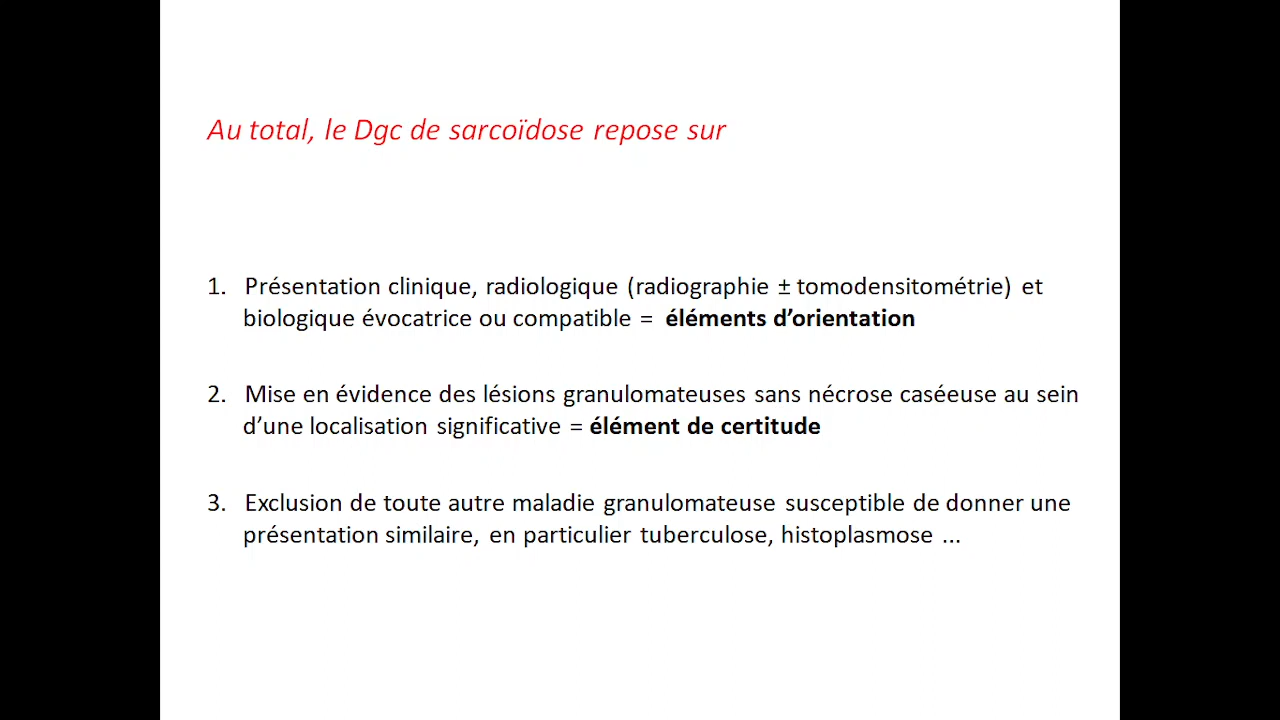 Au total, le Dgc de sarcoïdose repose sur
1. Présentation clinique, radiologique (radiographie ± tomodensitométrie) et
biologique évocatrice ou compatible = éléments d’orientation
2. Mise en évidence des lésions granulomateuses sans nécrose caséeuse au sein
d’une localisation significative = élément de certitude
3. Exclusion de toute autre maladie granulomateuse susceptible de donner une
présentation similaire, en particulier tuberculose, histoplasmose ...